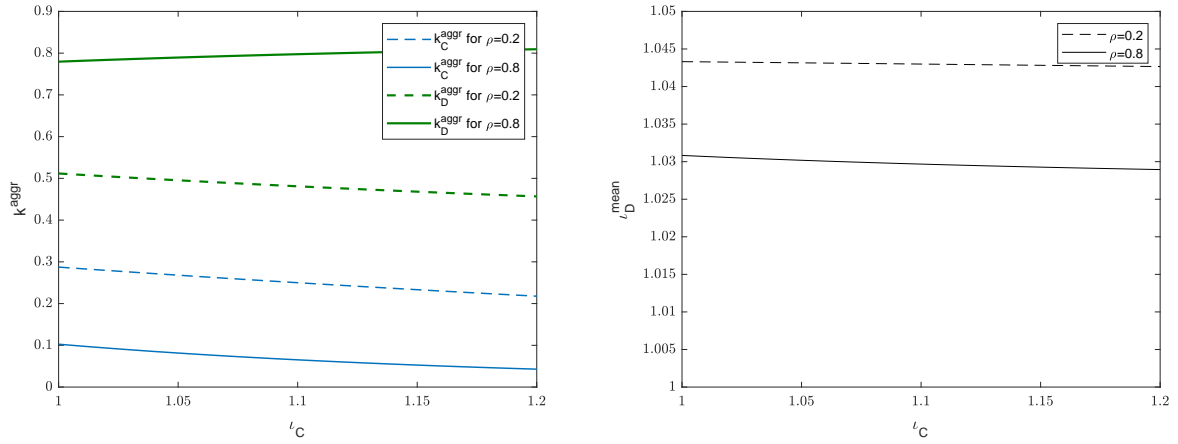 0.9
0.8
0.7
0.6
0.5
0.4
0.3
0.2
0.1
0
k^aggr
1 1.05 1.1 1.15 1.2
ι_C
k_C^aggr for ρ=0.2
k_C^aggr for ρ=0.8
k_D^aggr for ρ=0.2
k_D^aggr for ρ=0.8
1.05
1.045
1.04
1.035
1.03
1.025
1.02
1.015
1.01
1.005
1
ι_D^mean
1 1.05 1.1 1.15 1.2
ι_C
ρ=0.2
ρ=0.8